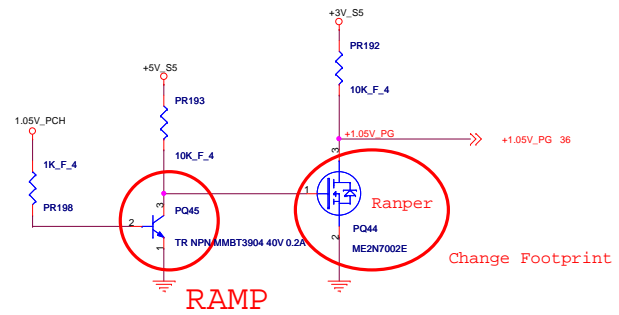 +3V_S5
PR192
10K_F_4
+5V_S5
PR193
10K_F_4
1.05V_PCH
1K_F_4
PR198
+1.05V_PG
+1.05V_PG 36
3
1
2
Ranper
PQ44
ME2N7002E
3
2
1
PQ45
TR NPN MMBT3904 40V 0.2A
Change Footprint
RAMP